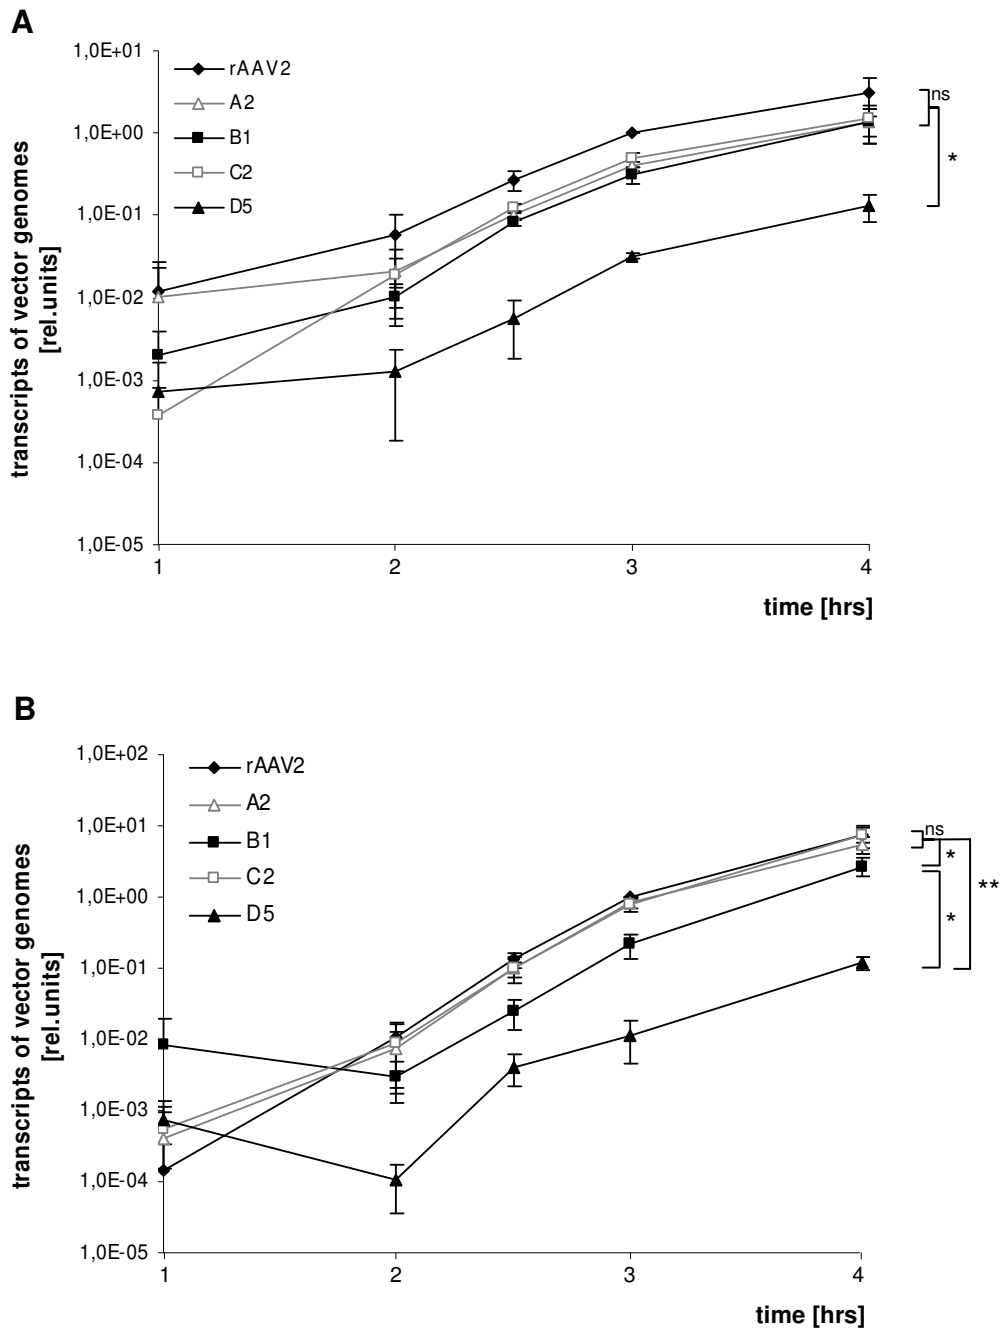 A
transcripts of vector genomes
[rel.units]
1,0E+01
1,0E+00
1,0E-01
1,0E-02
1,0E-03
1,0E-04
1,0E-05
rAAV2
A2
B1
C2
D5
ns
*
1 2 3 4
time [hrs]
B
transcripts of vector genomes
[rel.units]
1,0E+02
1,0E+01
1,0E+00
1,0E-01
1,0E-02
1,0E-03
1,0E-04
1,0E-05
rAAV2
A2
B1
C2
D5
ns
*
**
*
1 2 3 4
time [hrs]